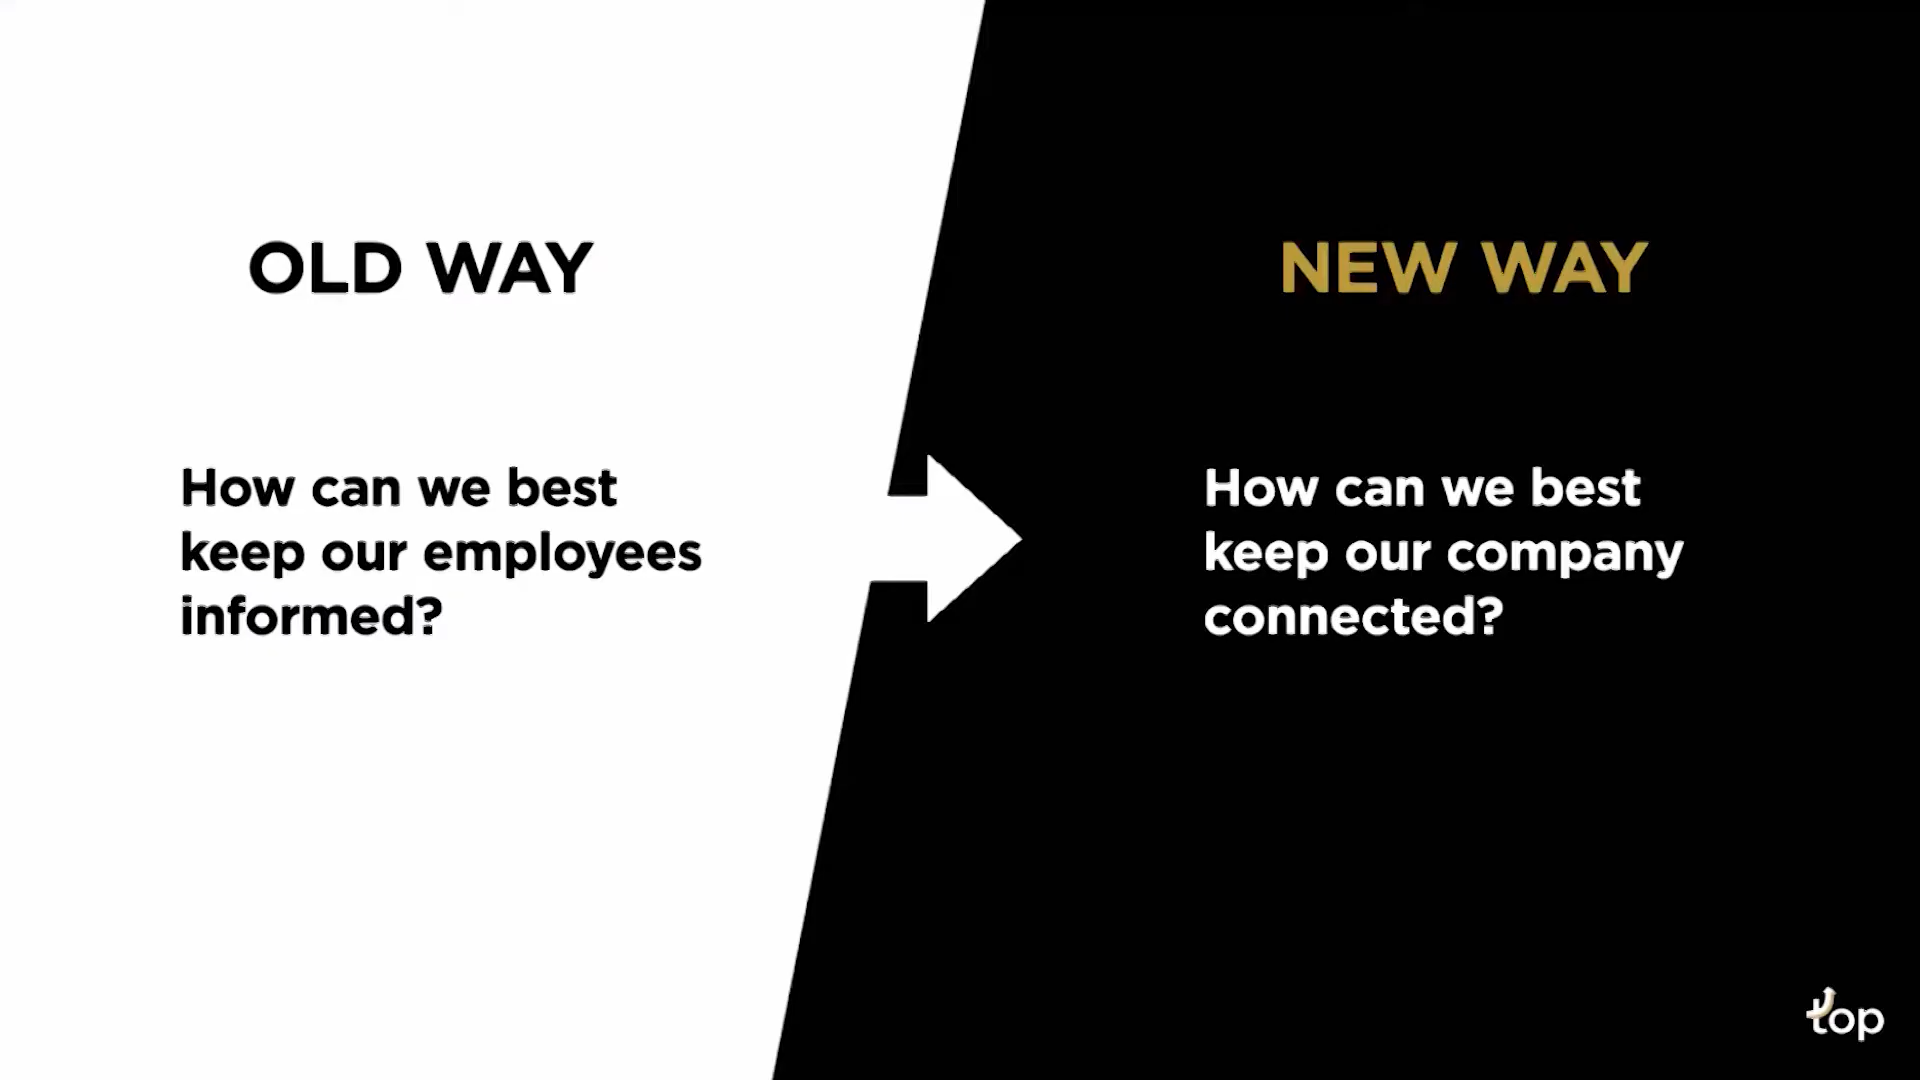 OLD WAY
How can we best
keep our employees
informed?
NEW WAY
How can we best
keep our company
connected?
top